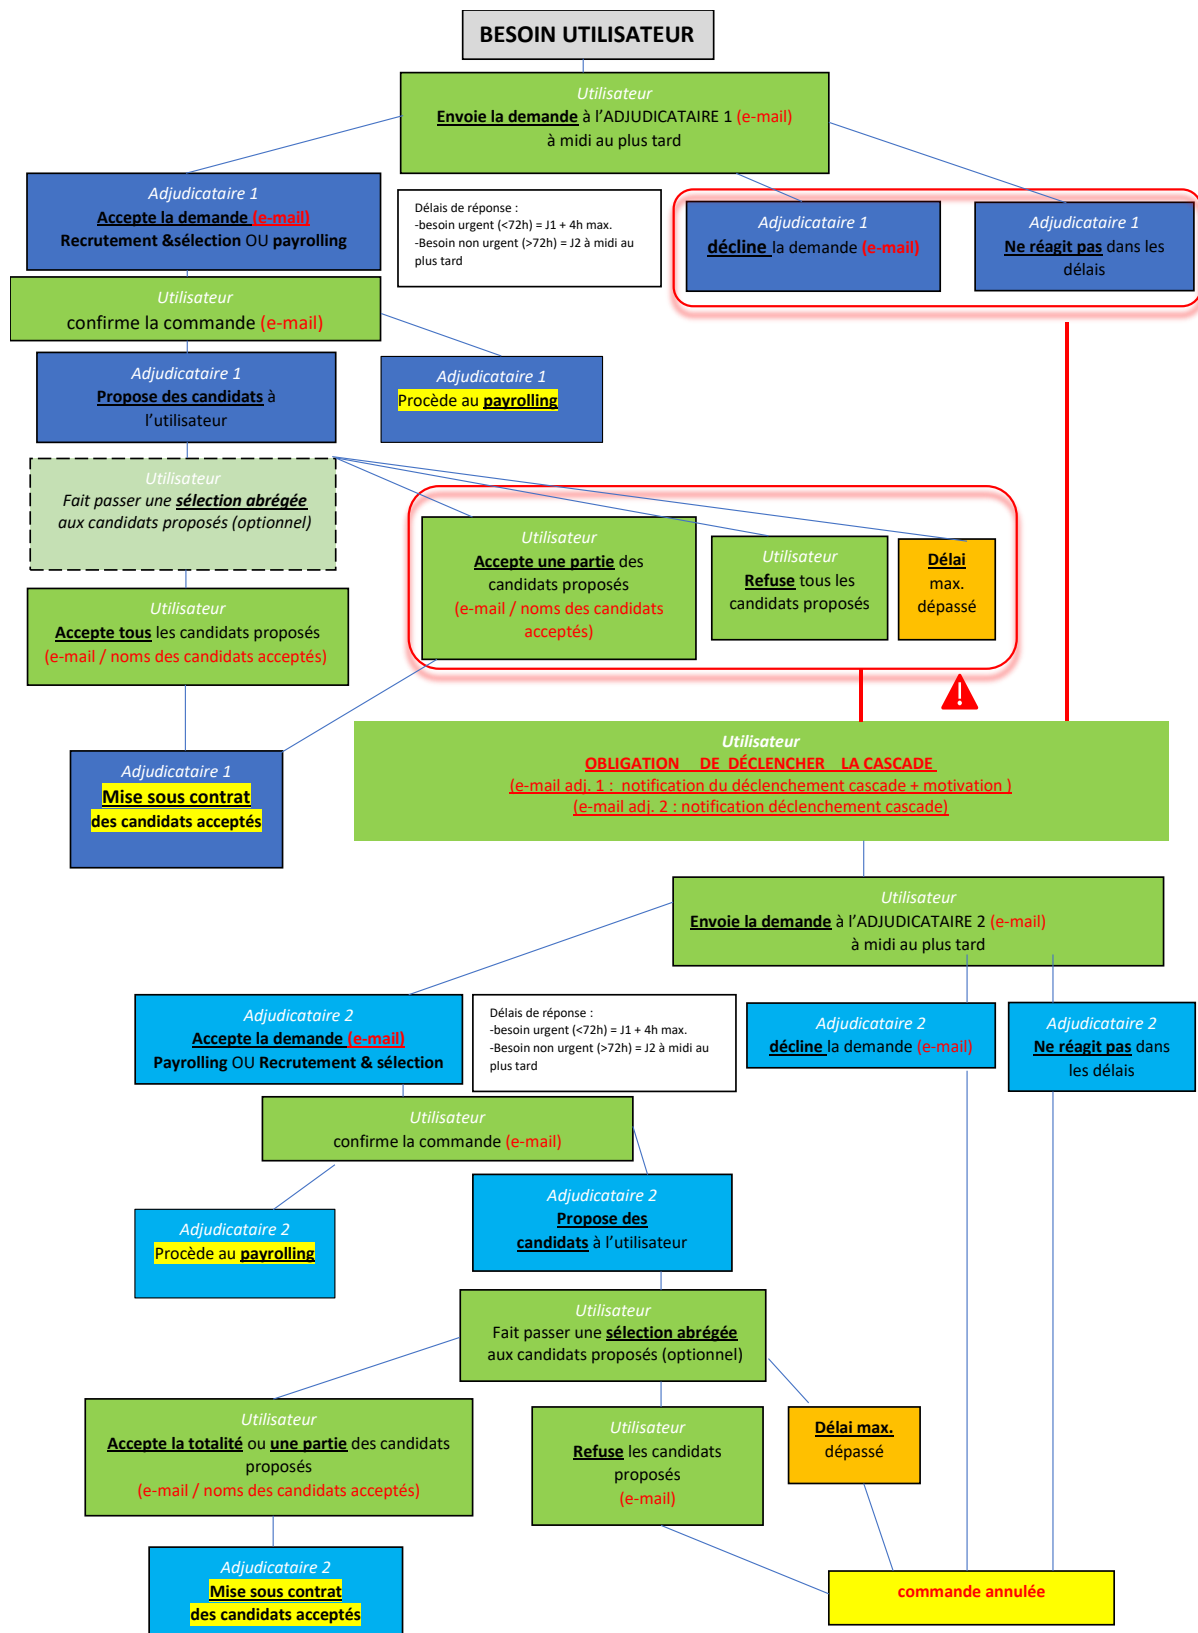 BESOIN UTILISATEUR
Utilisateur
Envoie la demande à l'ADJUDICATAIRE 1 (e-mail)
à midi au plus tard
Adjudicataire 1
Accepte la demande (e-mail)
Recrutement &sélection OU payrolling
Délais de réponse :
-besoin urgent (<72h) = J1 + 4h max.
-Besoin non urgent (>72h) = J2 à midi au
plus tard
Adjudicataire 1
décline la demande (e-mail)
Adjudicataire 1
Ne réagit pas dans les
délais
Utilisateur
confirme la commande (e-mail)
Adjudicataire 1
Propose des candidats à
l'utilisateur
Adjudicataire 1
Procède au payrolling
Utilisateur
Fait passer une sélection abrégée
aux candidats proposés (optionnel)
Utilisateur
Accepte une partie des
candidats proposés
(e-mail / noms des candidats
acceptés)
Utilisateur
Refuse tous les
candidats proposés
Délai
max.
dépassé
Utilisateur
Accepte tous les candidats proposés
(e-mail / noms des candidats acceptés)
Adjudicataire 1
Mise sous contrat
des candidats acceptés
Utilisateur
OBLIGATION DE DÉCLENCHER LA CASCADE
(e-mail adj. 1 : notification du déclenchement cascade + motivation )
(e-mail adj. 2 : notification déclenchement cascade)
Utilisateur
Envoie la demande à l'ADJUDICATAIRE 2 (e-mail)
à midi au plus tard
Adjudicataire 2
Accepte la demande (e-mail)
Payrolling OU Recrutement & sélection
Délais de réponse :
-besoin urgent (<72h) = J1 + 4h max.
-Besoin non urgent (>72h) = J2 à midi au
plus tard
Adjudicataire 2
décline la demande (e-mail)
Adjudicataire 2
Ne réagit pas dans
les délais
Utilisateur
confirme la commande (e-mail)
Adjudicataire 2
Procède au payrolling
Adjudicataire 2
Propose des
candidats à l'utilisateur
Utilisateur
Fait passer une sélection abrégée
aux candidats proposés (optionnel)
Utilisateur
Accepte la totalité ou une partie des candidats
proposés
(e-mail / noms des candidats acceptés)
Utilisateur
Refuse les candidats
proposés
(e-mail)
Délai max.
dépassé
Adjudicataire 2
Mise sous contrat
des candidats acceptés
commande annulée